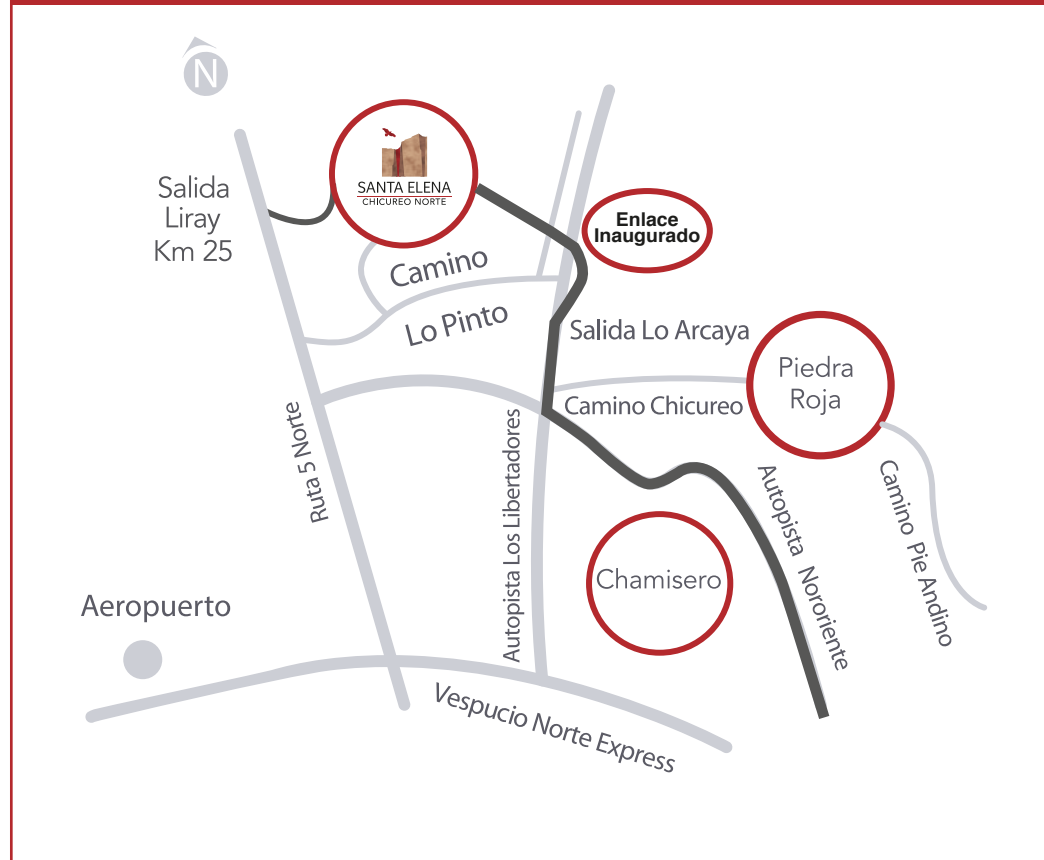 N
SANTA ELENA
CHICUREO NORTE
Salida
Liray
Km 25
Enlace
Inaugurado
Camino
Lo Pinto
Salida Lo Arcaya
Piedra
Roja
Camino Chicureo
Ruta 5 Norte
Autopista Los Libertadores
Autopista Nororiente
Camino Pie Andino
Chamisero
Aeropuerto
Vespucio Norte Express